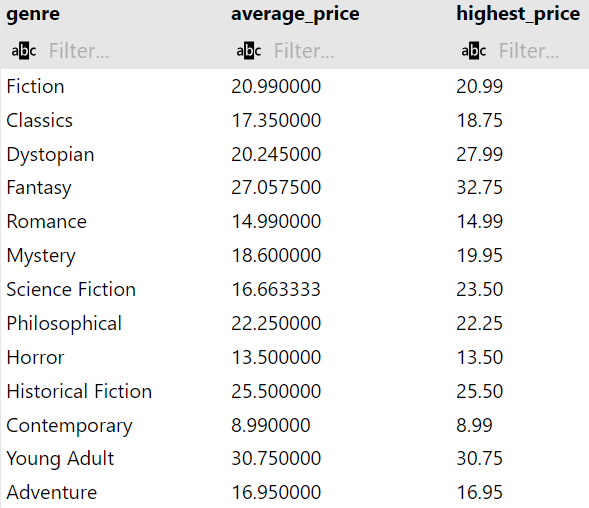 genre average_price highest_price
abc Filter... abc Filter... abc Filter...
Fiction 20.990000 20.99
Classics 17.350000 18.75
Dystopian 20.245000 27.99
Fantasy 27.057500 32.75
Romance 14.990000 14.99
Mystery 18.600000 19.95
Science Fiction 16.663333 23.50
Philosophical 22.250000 22.25
Horror 13.500000 13.50
Historical Fiction 25.500000 25.50
Contemporary 8.990000 8.99
Young Adult 30.750000 30.75
Adventure 16.950000 16.95